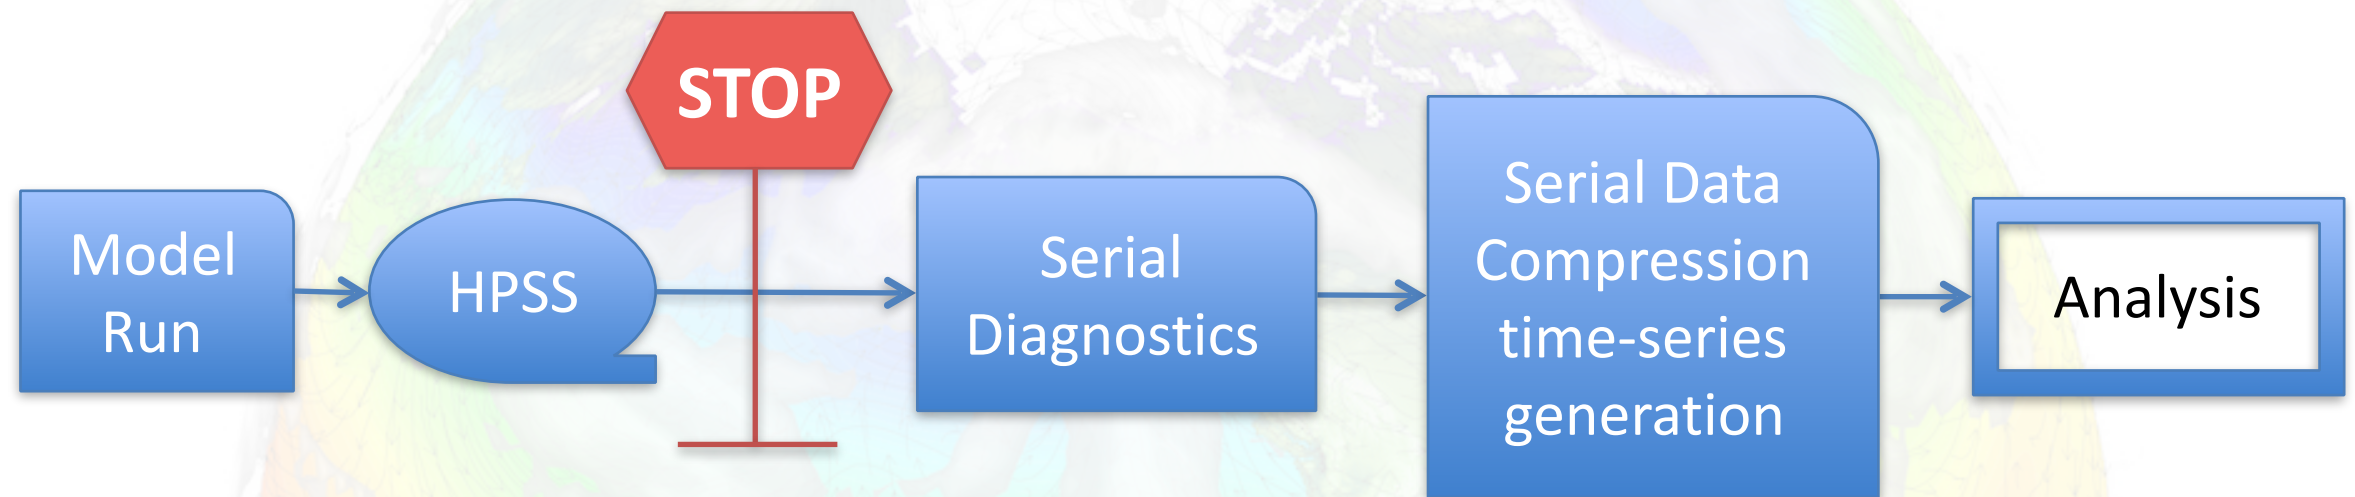 STOP
Model
Run
HPSS
Serial
Diagnostics
Serial Data
Compression
time-series
generation
Analysis